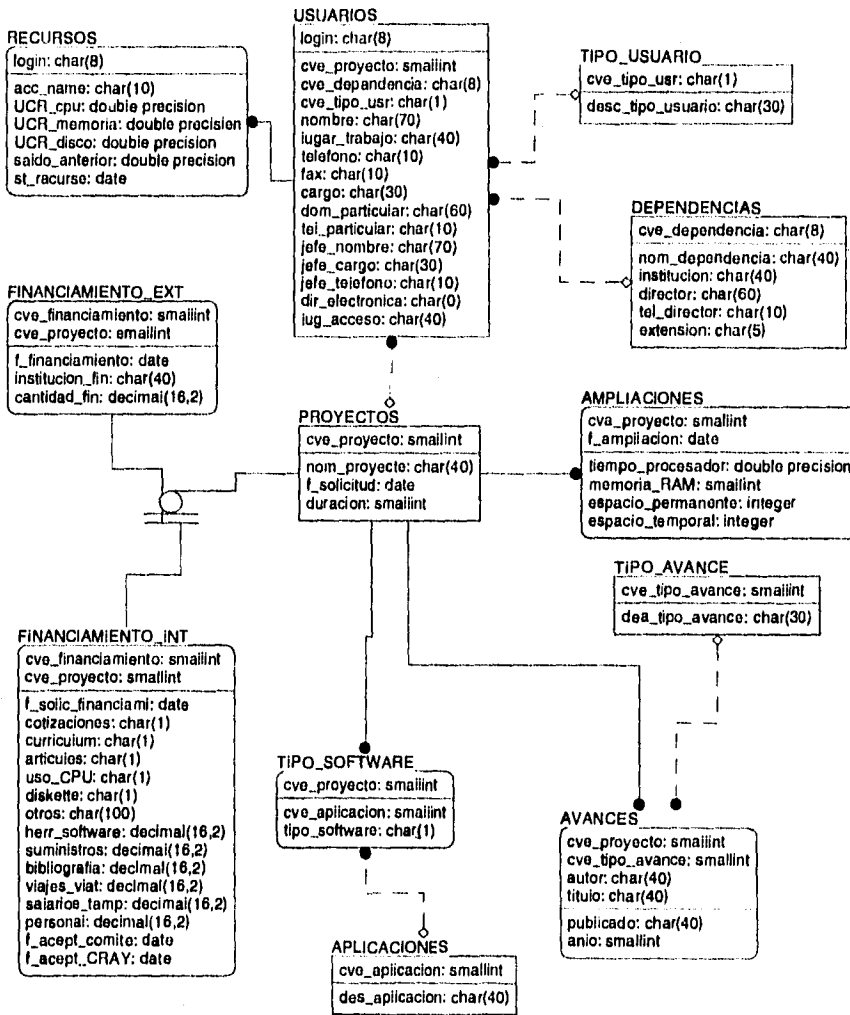 USUARIOS
login: char(8)
cve_proyecto: smallint
cve_dependencia: char(8)
cve_tipo_usr: char(1)
nombre: char(70)
lugar_trabajo: char(40)
telefono: char(10)
fax: char(10)
cargo: char(30)
dom_particular: char(60)
tel_particular: char(10)
jefe_nombre: char(70)
jefe_cargo: char(30)
jefe_telefono: char(10)
dir_electronica: char(0)
lug_acceso: char(40)
RECURSOS
login: char(8)
acc_name: char(10)
UCR_cpu: double precision
UCR_memoria: double precision
UCR_disco: double precision
saldo_anterior: double precision
st_recurso: date
TIPO_USUARIO
cve_tipo_usr: char(1)
desc_tipo_usuario: char(30)
DEPENDENCIAS
cve_dependencia: char(8)
nom_dependencia: char(40)
institucion: char(40)
director: char(60)
tel_director: char(10)
extension: char(5)
FINANCIAMIENTO_EXT
cve_financiamiento: smallint
cve_proyecto: smallint
f_financiamiento: date
institucion_fin: char(40)
cantidad_fin: decimal(16,2)
PROYECTOS
cve_proyecto: smallint
nom_proyecto: char(40)
f_solicitud: date
duracion: smallint
AMPLIACIONES
cve_proyecto: smallint
f_ampliacion: date
tiempo_procesador: double precision
memoria_RAM: smallint
espacio_permanente: integer
espacio_temporal: integer
TIPO_AVANCE
cve_tipo_avance: smallint
des_tipo_avance: char(30)
FINANCIAMIENTO_INT
cve_financiamiento: smallint
cve_proyecto: smallint
f_solic_financiami: date
cotizaciones: char(1)
curriculum: char(1)
articulos: char(1)
uso_CPU: char(1)
diskette: char(1)
otros: char(100)
herr_software: decimal(16,2)
suministros: decimal(16,2)
bibliografia: decimal(16,2)
viajes_viat: decimal(16,2)
salarios_temp: decimal(16,2)
personal: decimal(16,2)
f_acept_comite: date
f_acept_CRAY: date
TIPO_SOFTWARE
cve_proyecto: smallint
cve_aplicacion: smallint
tipo_software: char(1)
AVANCES
cve_proyecto: smallint
cve_tipo_avance: smallint
autor: char(40)
titulo: char(40)
publicado: char(40)
anio: smallint
APLICACIONES
cve_aplicacion: smallint
des_aplicacion: char(40)